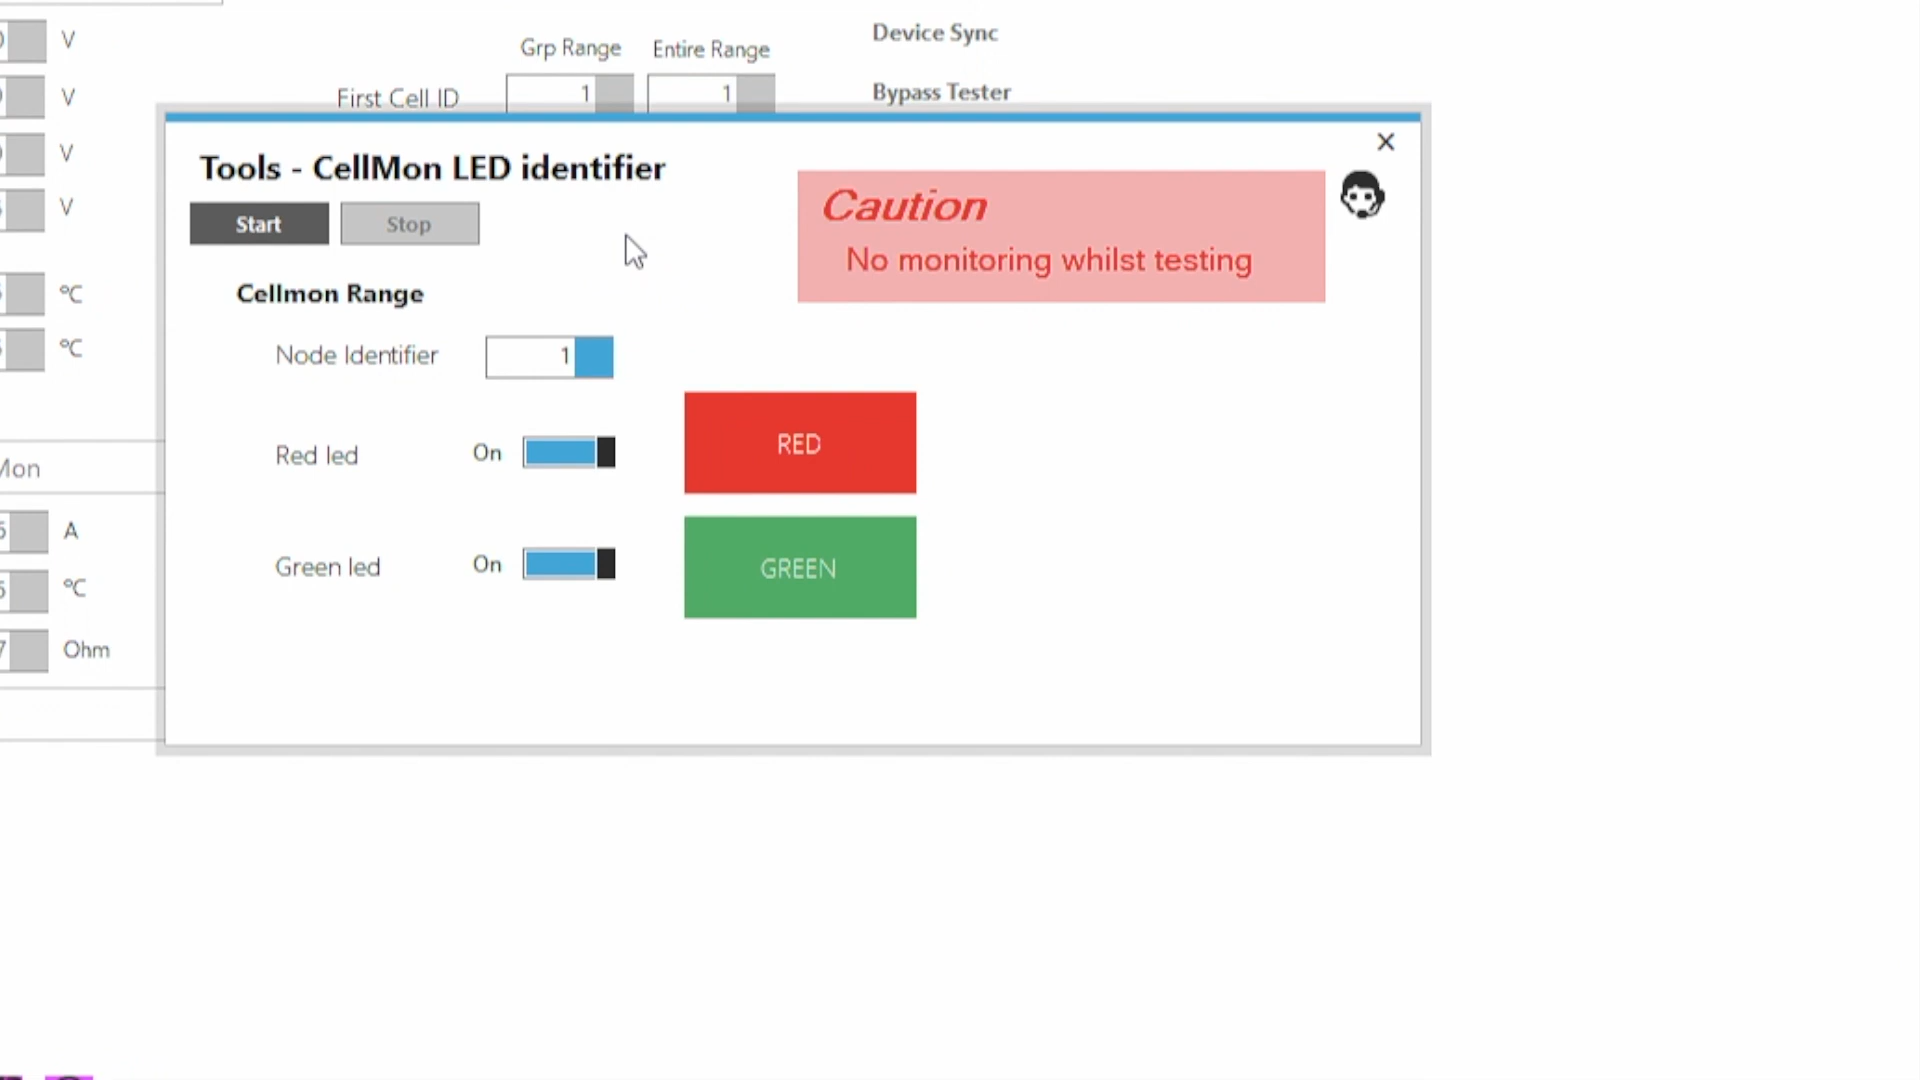 V
V
V
V
℃
℃
A
℃
Ohm
Grp Range
Entire Range
First Cell ID
1
1
Device Sync
Bypass Tester
Tools - CellMon LED identifier
Start
Stop
Caution
No monitoring whilst testing
Cellmon Range
Node Identifier
1
Red led
On
RED
Green led
On
GREEN